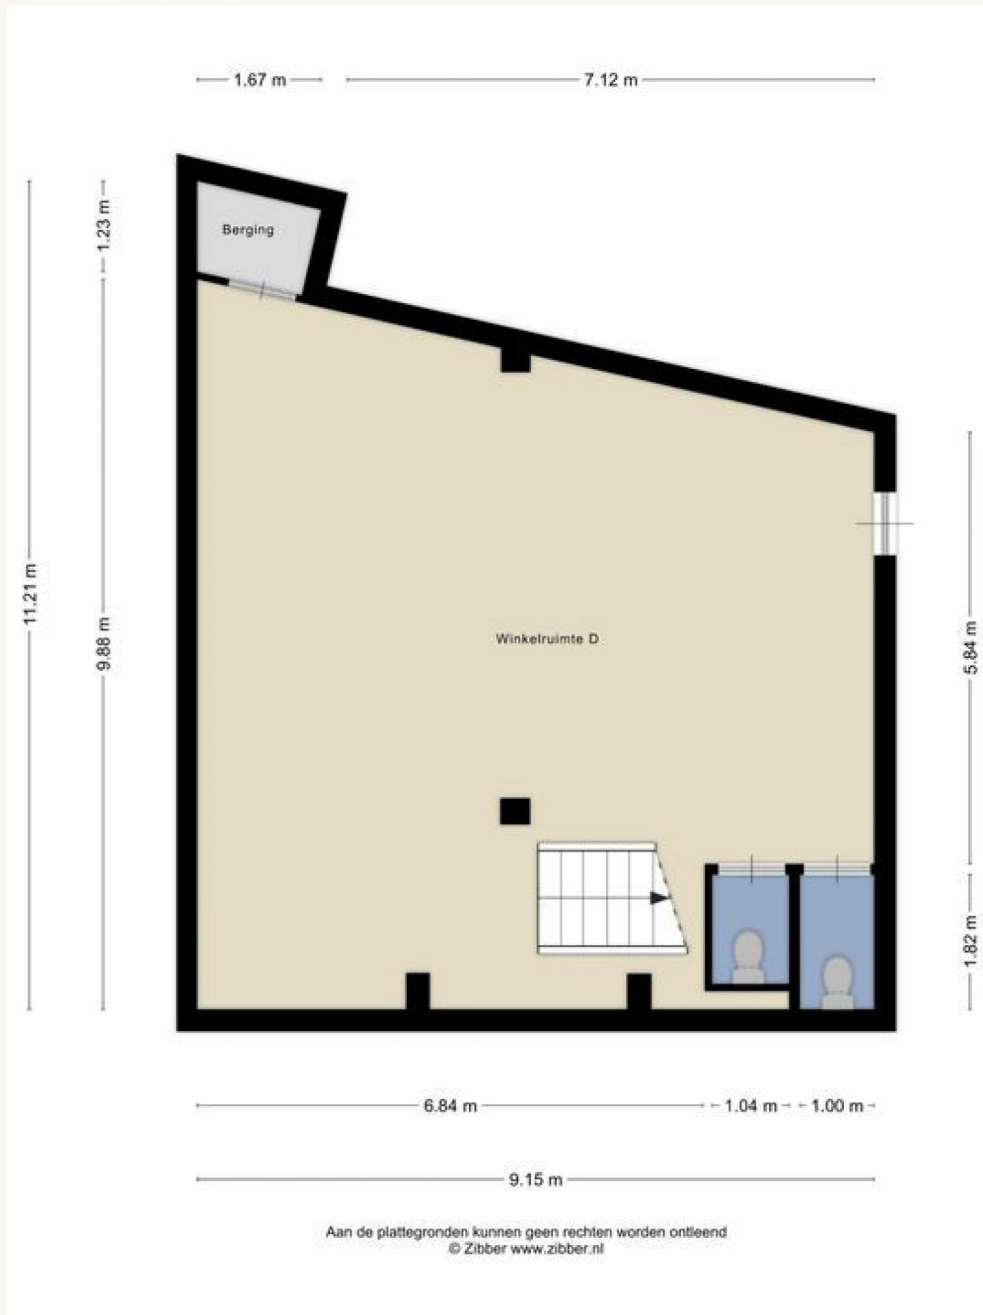 1.67 m
7.12 m
1.23 m
Berging
11.21 m
9.88 m
Winkelruimte D
5.84 m
1.82 m
6.84 m
1.04 m
1.00 m
9.15 m
Aan de plattegronden kunnen geen rechten worden ontleend
© Zibber www.zibber.nl